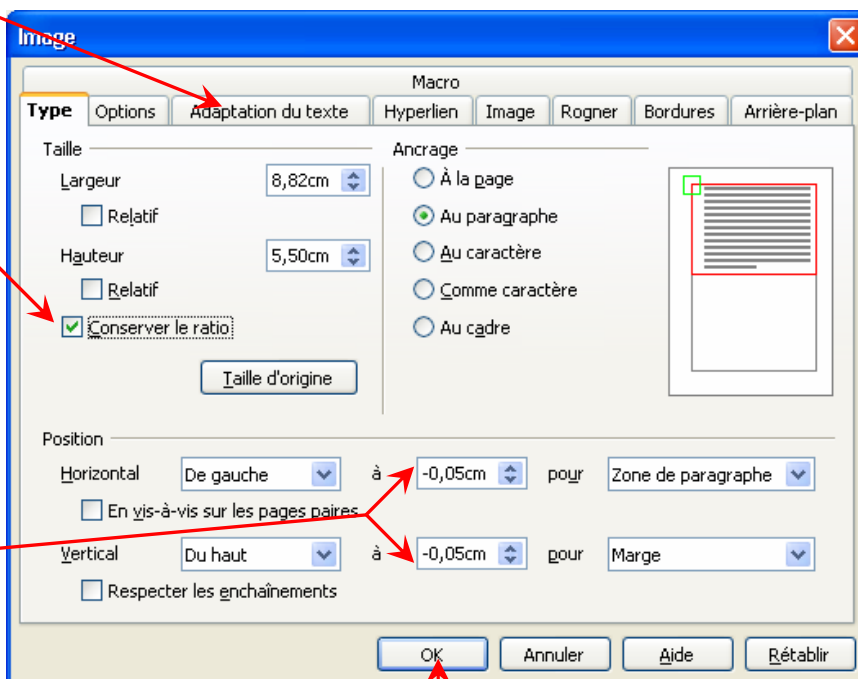 Image
Macro
Type Options Adaptation du texte Hyperlien Image Rogner Bordures Arrière-plan
Taille
Largeur 8,82cm
Relatif
Hauteur 5,50cm
Relatif
Conserver le ratio
Taille d'origine
Ancrage
À la page
Au paragraphe
Au caractère
Comme caractère
Au cadre
Position
Horizontal De gauche à -0,05cm pour Zone de paragraphe
En vis-à-vis sur les pages paires
Vertical Du haut à -0,05cm pour Marge
Respecter les enchaînements
OK Annuler Aide Rétablir